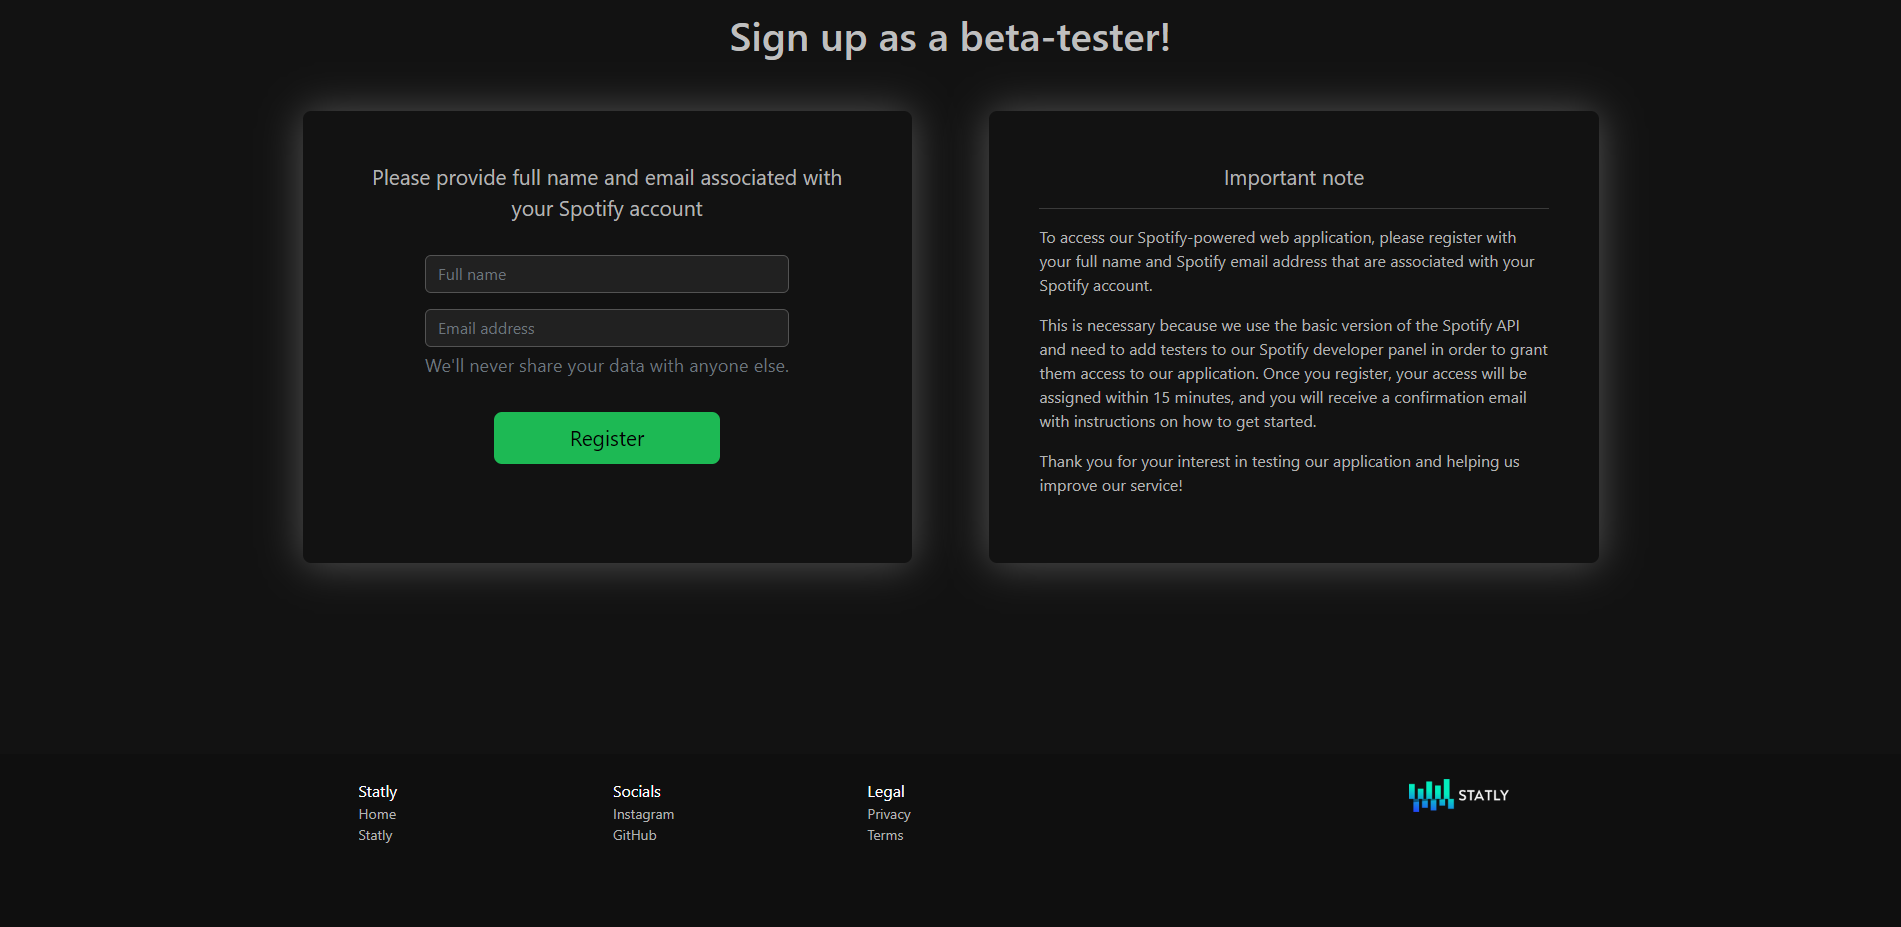 Sign up as a beta-tester!
Please provide full name and email associated with
your Spotify account
Full name
Email address
We'll never share your data with anyone else.
Register
Important note
To access our Spotify-powered web application, please register with
your full name and Spotify email address that are associated with your
Spotify account.
This is necessary because we use the basic version of the Spotify API
and need to add testers to our Spotify developer panel in order to grant
them access to our application. Once you register, your access will be
assigned within 15 minutes, and you will receive a confirmation email
with instructions on how to get started.
Thank you for your interest in testing our application and helping us
improve our service!
Statly
Home
Statly
Socials
Instagram
GitHub
Legal
Privacy
Terms
STATLY